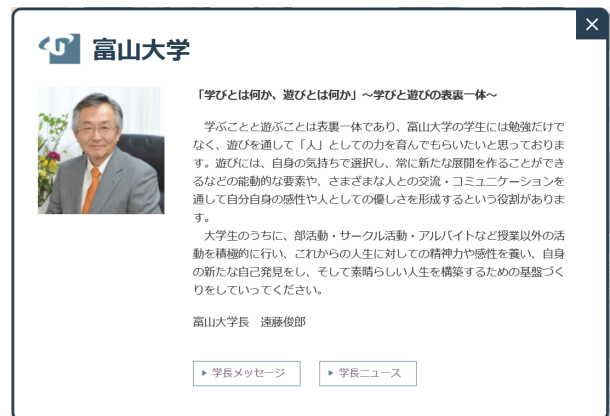 富山大学
「学びとは何か、遊びとは何か」～学びと遊びの表裏一体～
学ぶことと遊ぶことは表裏一体であり、富山大学の学生には勉強だけで
なく、遊びを通して「人」としての力を育んでもらいたいと思っておりま
す。遊びには、自身の気持ちで選択し、常に新たな展開を作ることができ
るなどの能動的な要素や、さまざまな人との交流・コミュニケーションを
通して自分自身の感性や人としての優しさを形成するという役割がありま
す。
大学生のうちに、部活動・サークル活動・アルバイトなど授業以外の活
動を積極的に行い、これからの人生に対しての精神力や感性を養い、自身
の新たな自己発見をし、そして素晴らしい人生を構築するための基盤づく
りをしていってください。
富山大学長　遠藤俊郎
学長メッセージ
学長ニュース